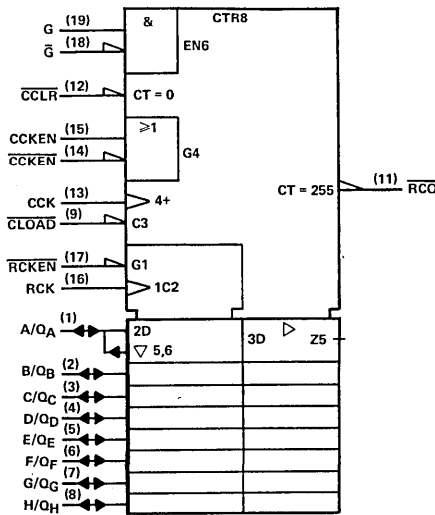 CTR8
G (19) &
G̅ (18) EN6
C̅C̅L̅R̅ (12) CT = 0
CCKEN (15) ⩾1
C̅C̅K̅E̅N̅ (14) G4
CCK (13) 4+
C̅L̅O̅A̅D̅ (9) C3
CT = 255 (11) R̅C̅O̅
R̅C̅K̅E̅N̅ (17) G1
RCK (16) 1C2
A/QA (1) 2D 3D ▷ Z5
▽ 5,6
B/QB (2)
C/QC (3)
D/QD (4)
E/QE (5)
F/QF (6)
G/QG (7)
H/QH (8)